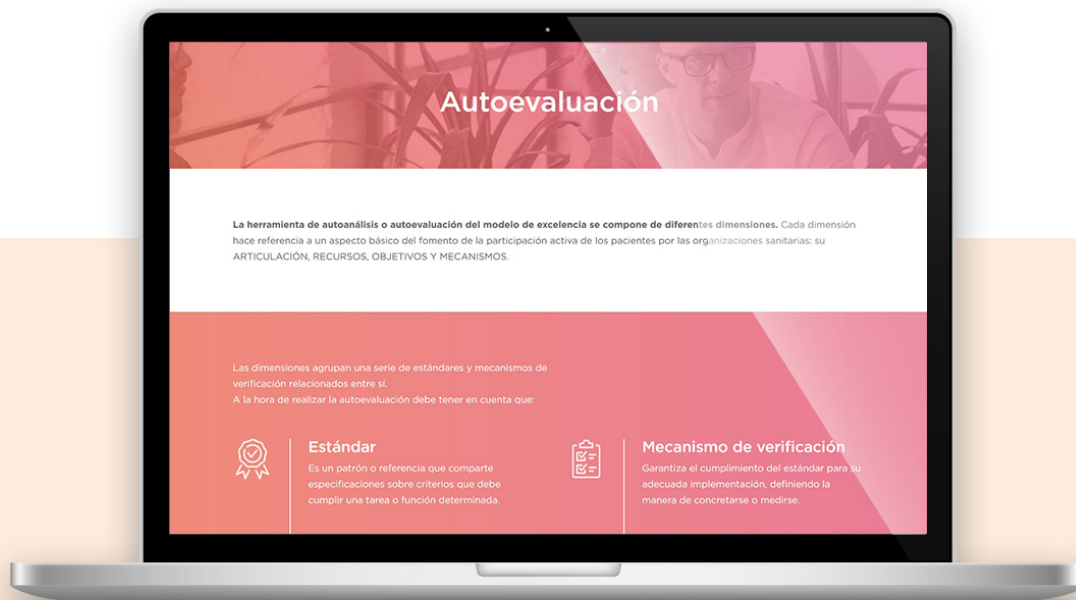 Autoevaluación
La herramienta de autoanálisis o autoevaluación del modelo de excelencia se compone de diferentes dimensiones. Cada dimensión
hace referencia a un aspecto básico del fomento de la participación activa de los pacientes por las organizaciones sanitarias: su
ARTICULACIÓN, RECURSOS, OBJETIVOS Y MECANISMOS.
Las dimensiones agrupan una serie de estándares y mecanismos de
verificación relacionados entre sí.
A la hora de realizar la autoevaluación debe tener en cuenta que:
Estándar
Es un patrón o referencia que comparte
especificaciones sobre criterios que debe
cumplir una tarea o función determinada.
Mecanismo de verificación
Garantiza el cumplimiento del estándar para su
adecuada implementación, definiendo la
manera de concretarse o medirse.